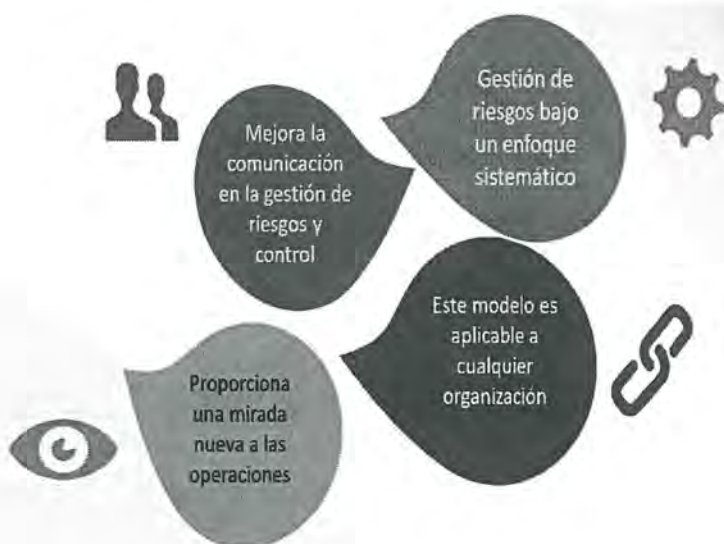 Gestión de
riesgos bajo
un enfoque
sistemático
Mejora la
comunicación
en la gestión de
riesgos y
control
Este modelo es
aplicable a
cualquier
organización
Proporciona
una mirada
nueva a las
operaciones